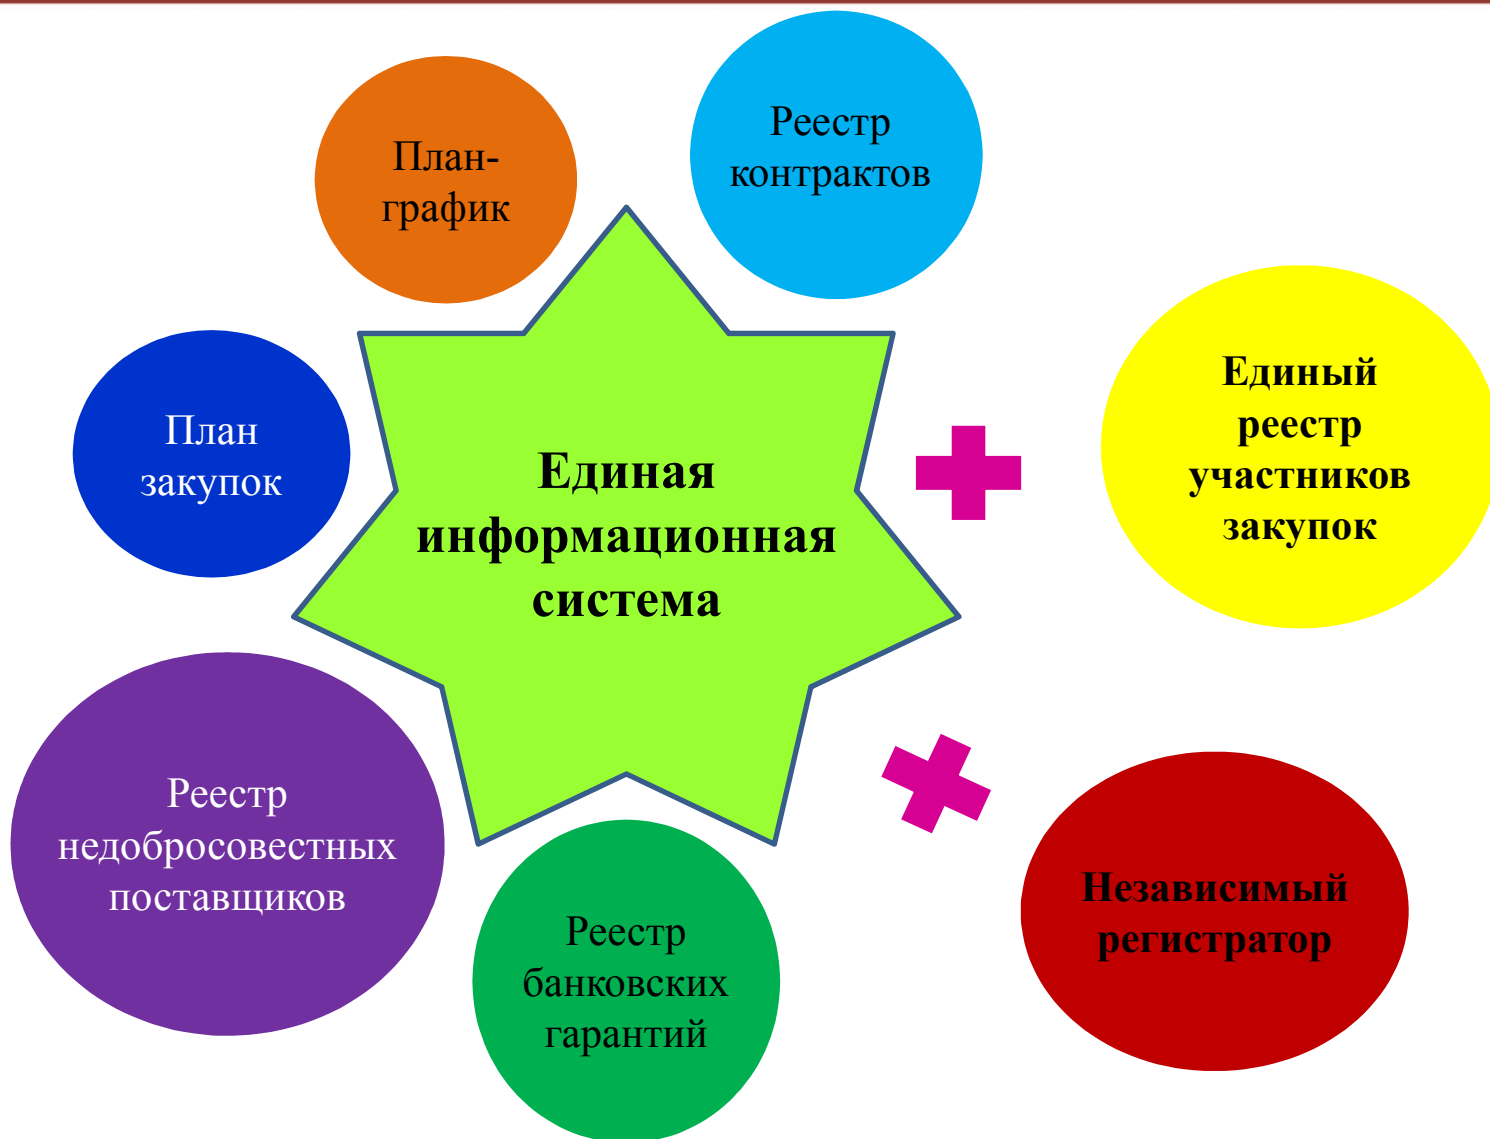 План-
график
Реестр
контрактов
План
закупок
Единая
информационная
система
Единый
реестр
участников
закупок
Реестр
недобросовестных
поставщиков
Реестр
банковских
гарантий
Независимый
регистратор